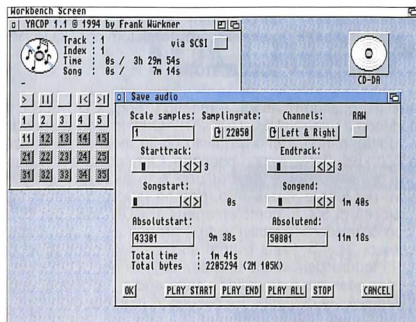 Workbench Screen
YACDP 1.1 © 1994 by Frank Würkner
Track : 1
via SCSI
Index : 1
Time : 0s / 3h 29m 54s
Song : 0s / 7m 14s
CD-DA
> II I< >I
1 2 3 4 5
11 12 13 14 15
21 22 23 24 25
31 32 33 34 35
Save audio
Scale samples: Samplingrate: Channels: RAW
1 22050 Left & Right
Starttrack: Endtrack:
<> 3 <> 3
Songstart: Songend:
<> 0s <> 1m 40s
Absolutstart: Absolutend:
43301 9m 38s 50801 11m 18s
Total time : 1m 41s
Total bytes : 2205294 (2M 105K)
OK PLAY START PLAY END PLAY ALL STOP CANCEL